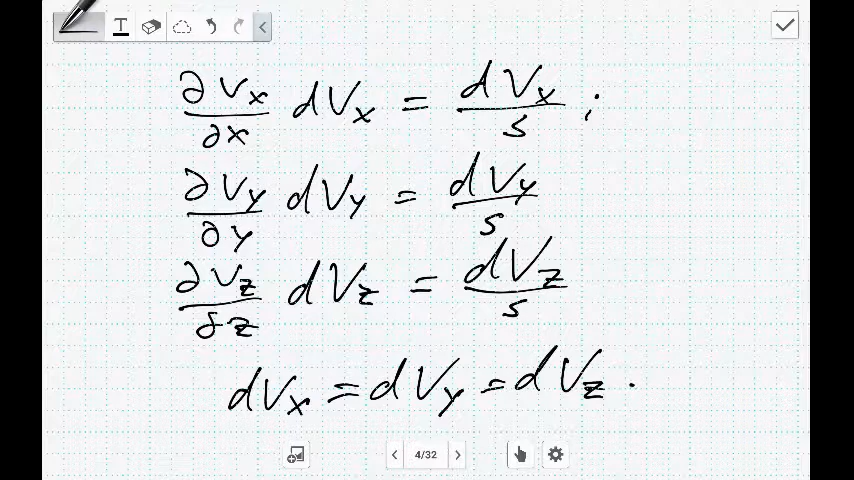 T
∂Vx/∂x dVx = dVx/s ;
∂Vy/∂y dVy = dVy/s
∂Vz/∂z dVz = dVz/s
dVx = dVy = dVz .
4/32